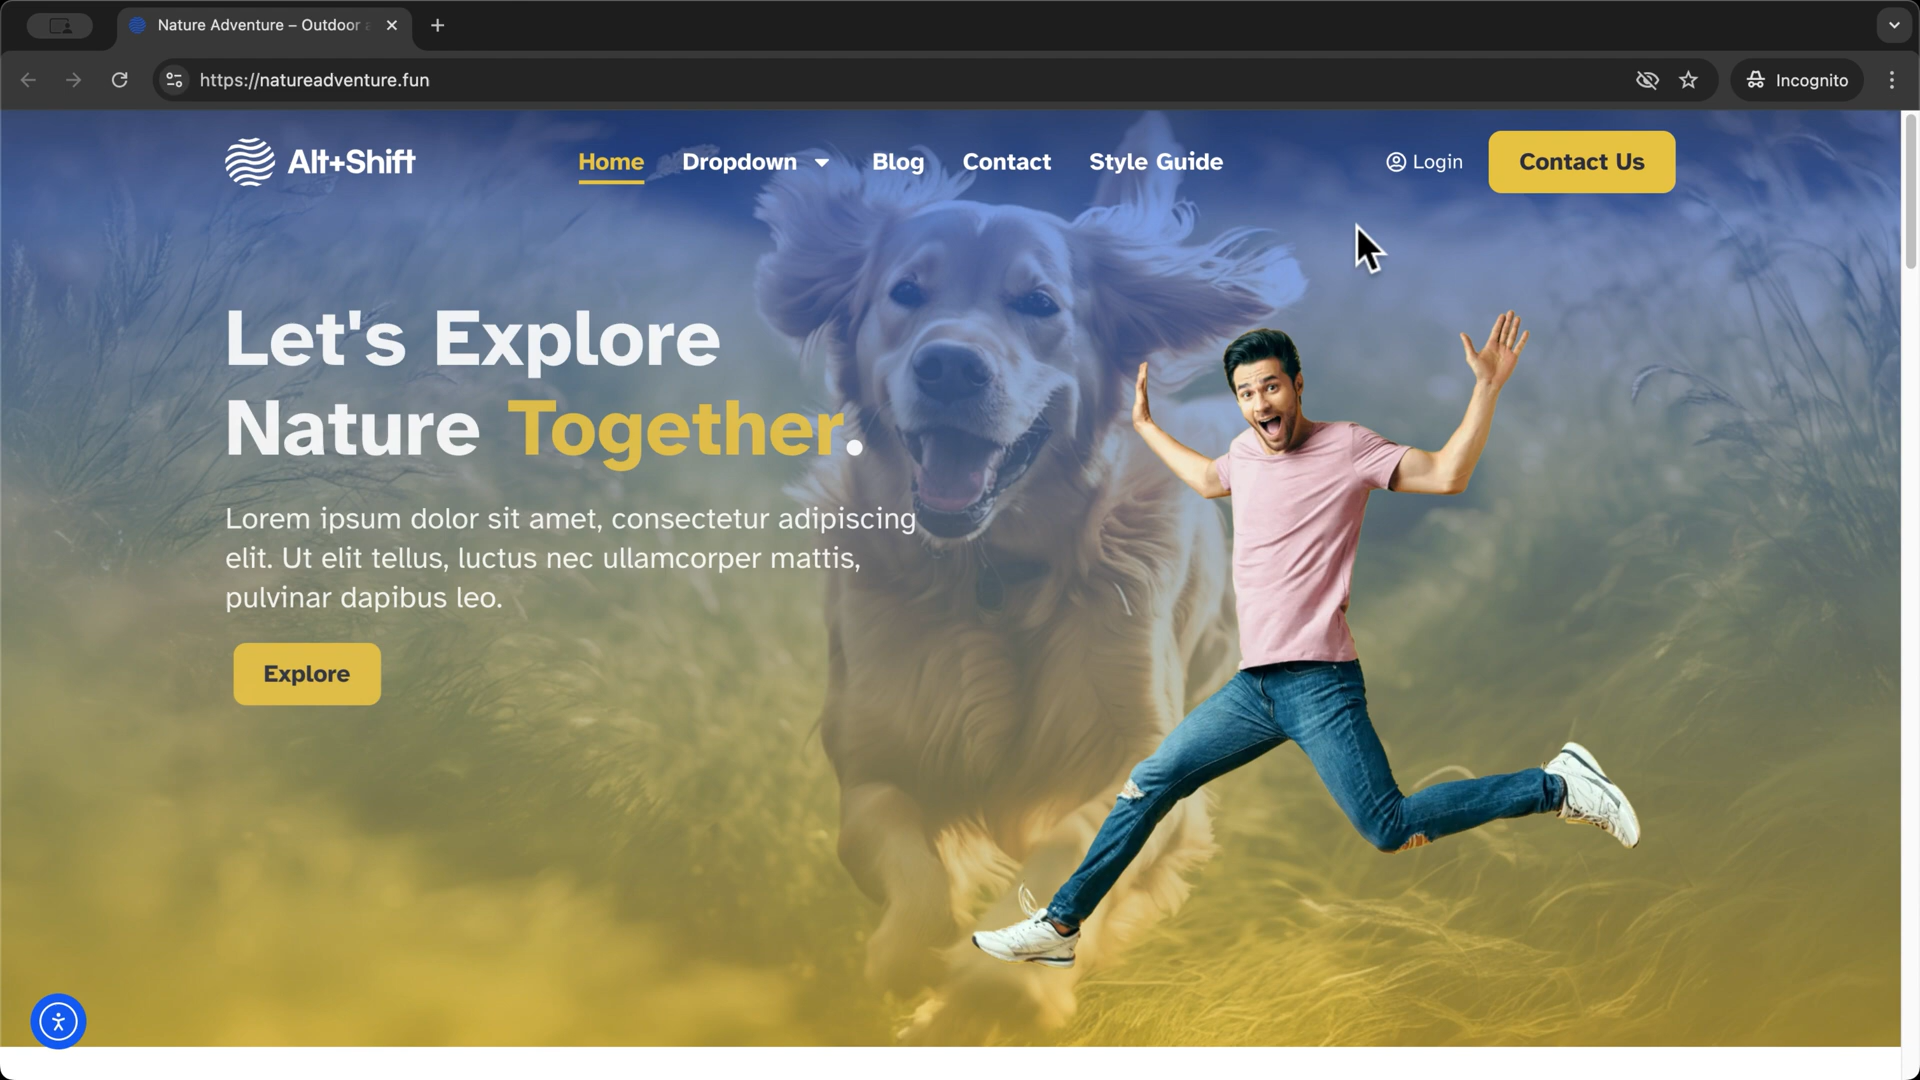 Nature Adventure – Outdoor
https://natureadventure.fun
Incognito
Alt+Shift
Home
Dropdown
Blog
Contact
Style Guide
Login
Contact Us
Let's Explore
Nature Together.
Lorem ipsum dolor sit amet, consectetur adipiscing
elit. Ut elit tellus, luctus nec ullamcorper mattis,
pulvinar dapibus leo.
Explore